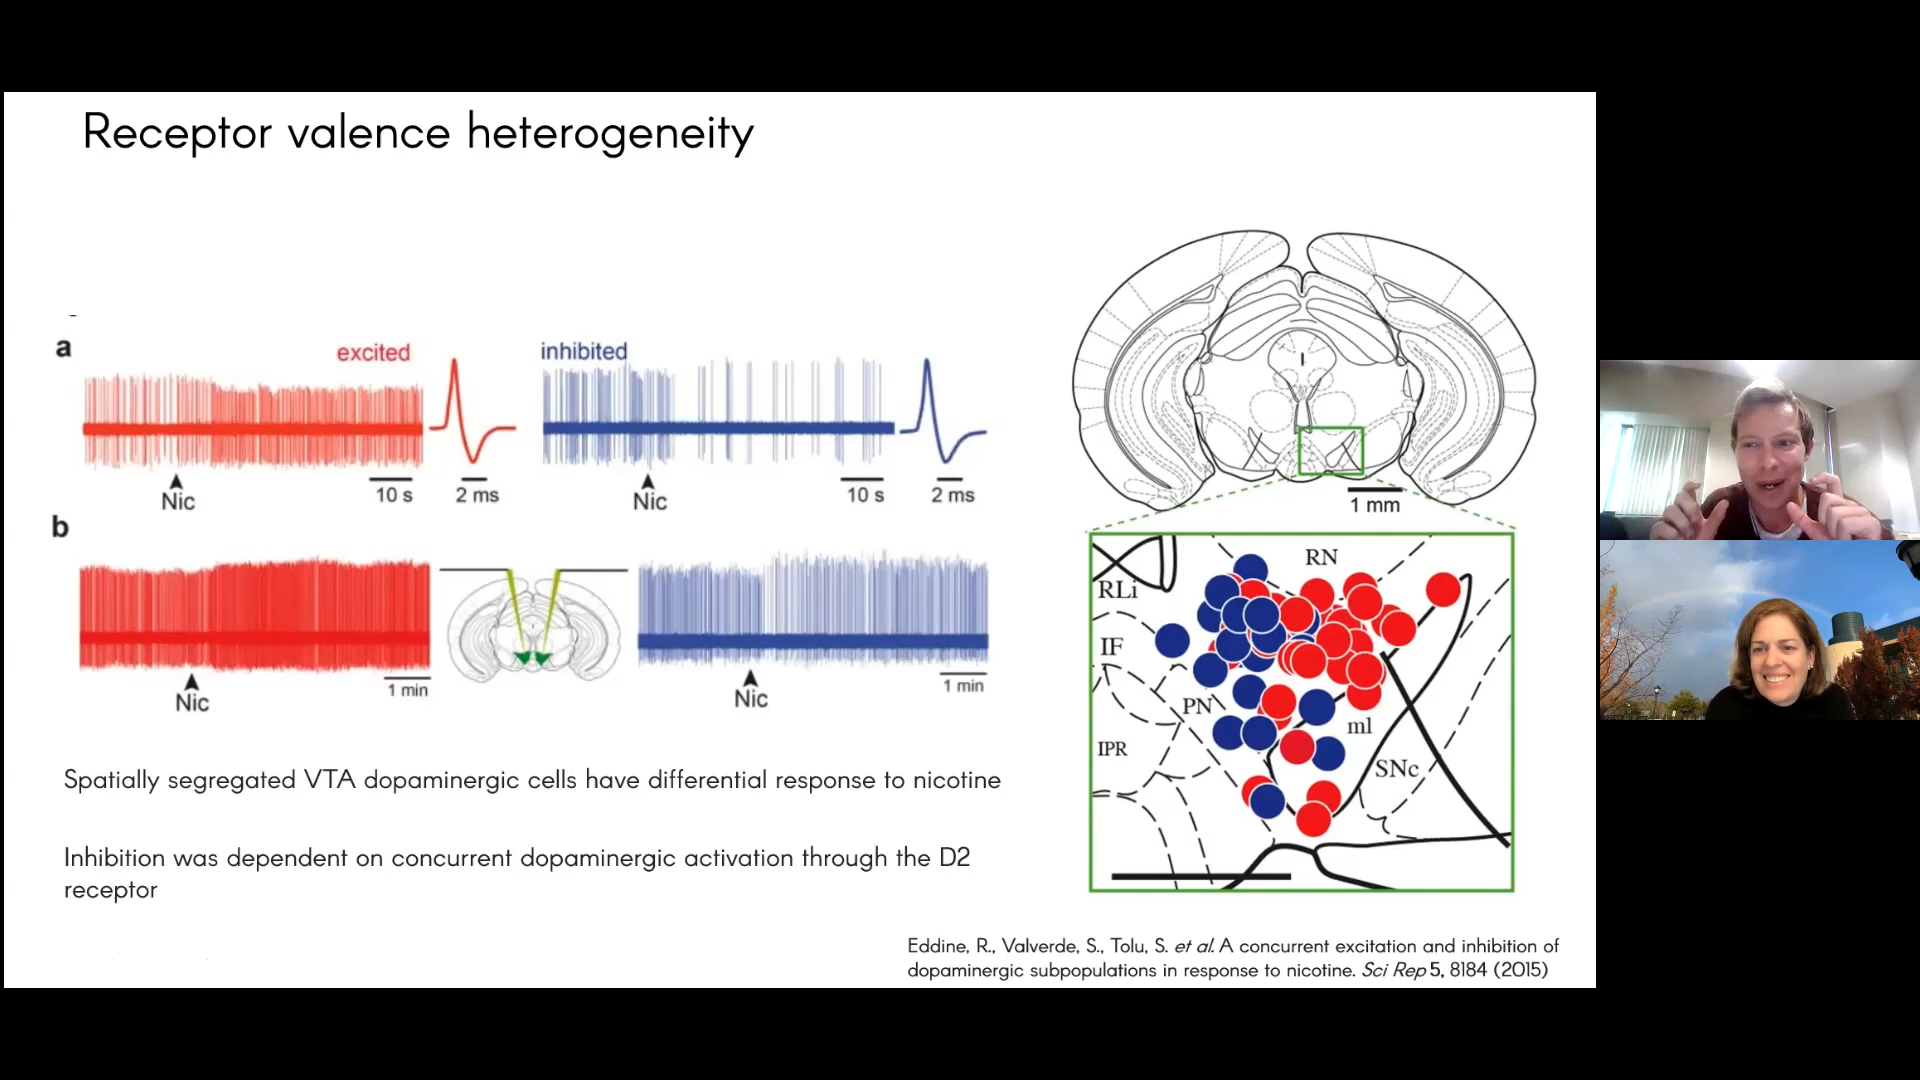 Receptor valence heterogeneity
a
excited
inhibited
Nic
10 s
2 ms
Nic
10 s
2 ms
b
Nic
1 min
Nic
1 min
1 mm
RLi
RN
IF
PN
IPR
ml
SNc
Spatially segregated VTA dopaminergic cells have differential response to nicotine
Inhibition was dependent on concurrent dopaminergic activation through the D2
receptor
Eddine, R., Valverde, S., Tolu, S. et al. A concurrent excitation and inhibition of
dopaminergic subpopulations in response to nicotine. Sci Rep 5, 8184 (2015)